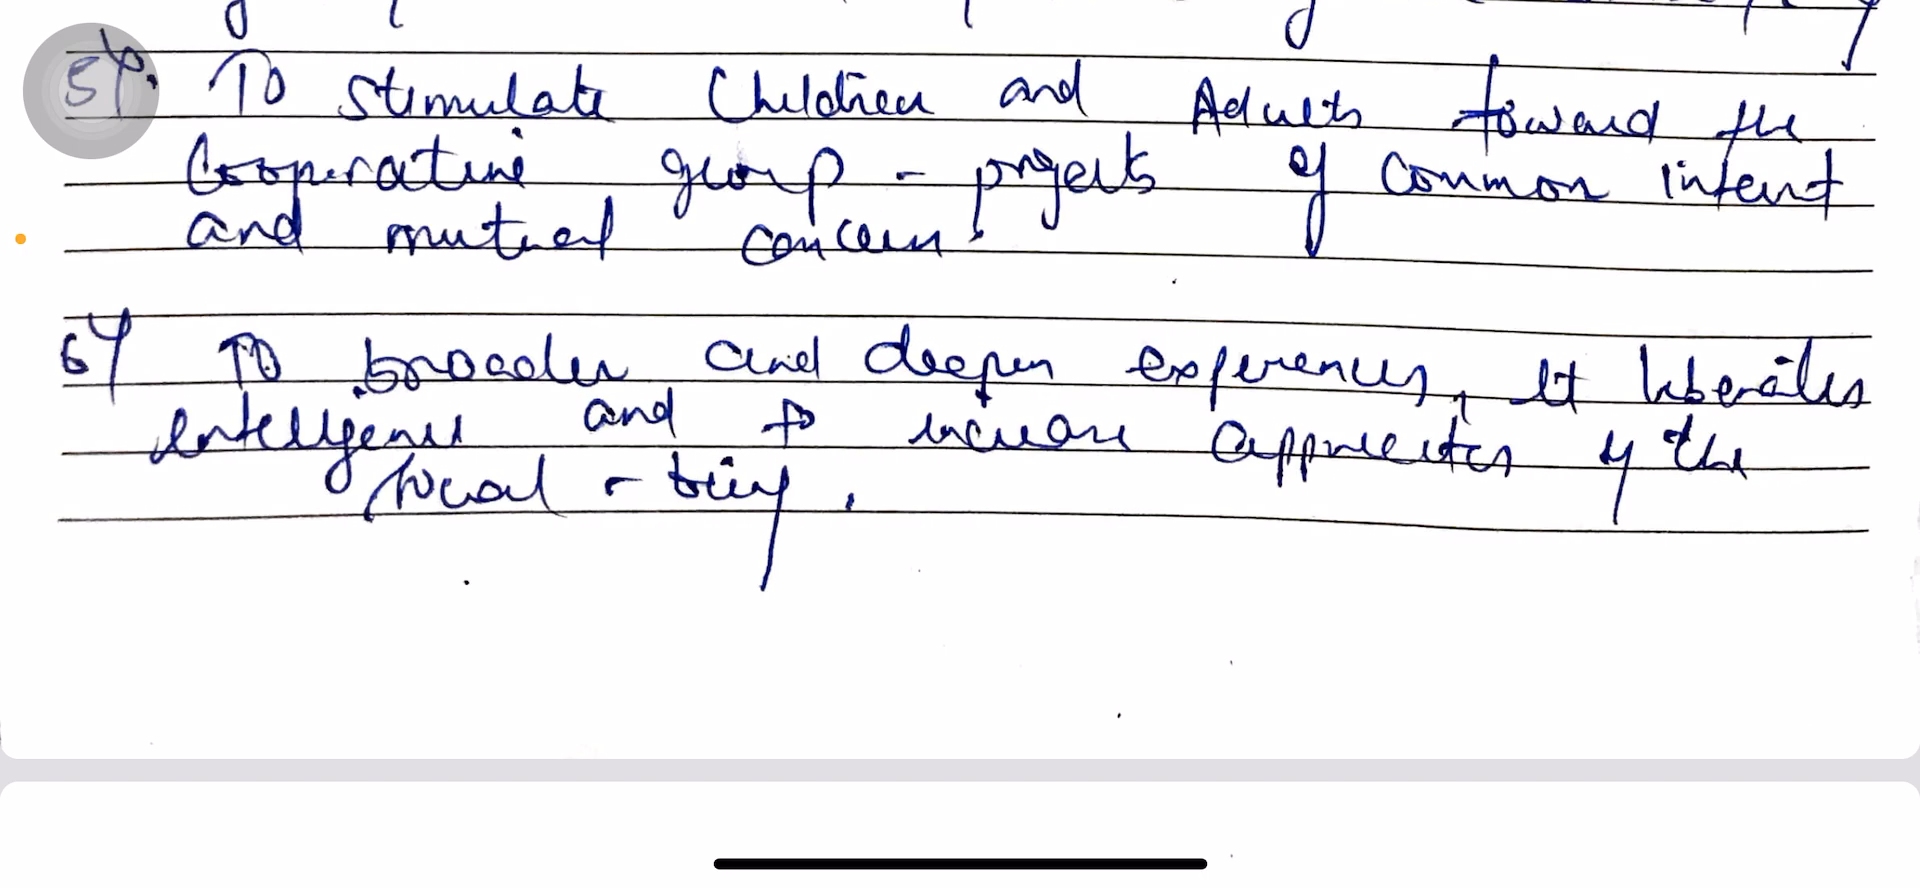 5). To stimulate Children and Adults toward the
Cooperative group - projects of common intent
and mutual concern.
6) To broaden and deepen experiences, It liberates
intelligence and to increase appreciation of the
social - being.